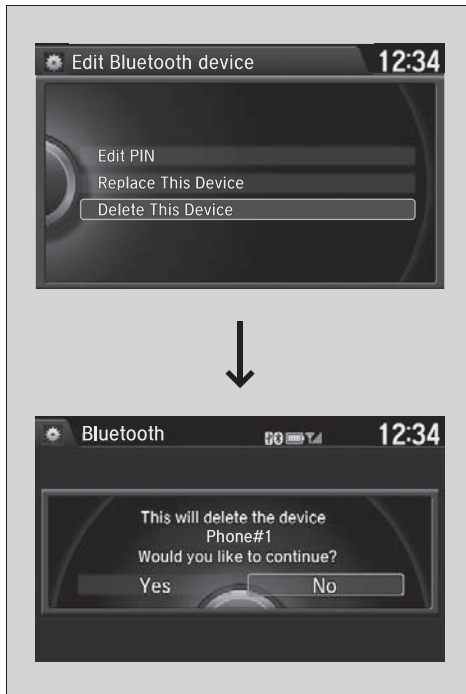 Edit Bluetooth device 12:34
Edit PIN
Replace This Device
Delete This Device
Bluetooth 12:34
This will delete the device
Phone#1
Would you like to continue?
Yes No